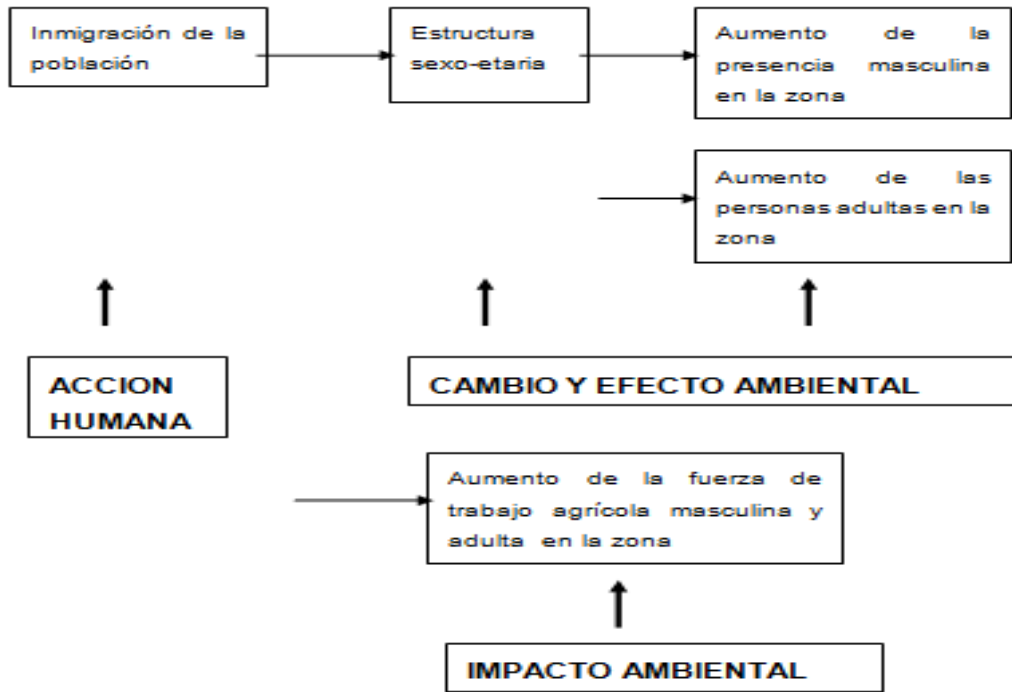 Inmigración de la
población
Estructura
sexo-etaria
Aumento de la
presencia masculina
en la zona
Aumento de las
personas adultas en la
zona
ACCION
HUMANA
CAMBIO Y EFECTO AMBIENTAL
Aumento de la fuerza de
trabajo agrícola masculina y
adulta en la zona
IMPACTO AMBIENTAL